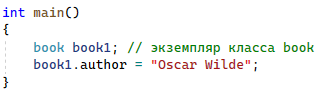 int main()
{
    book book1; // экземпляр класса book
    book1.author = "Oscar Wilde";
}